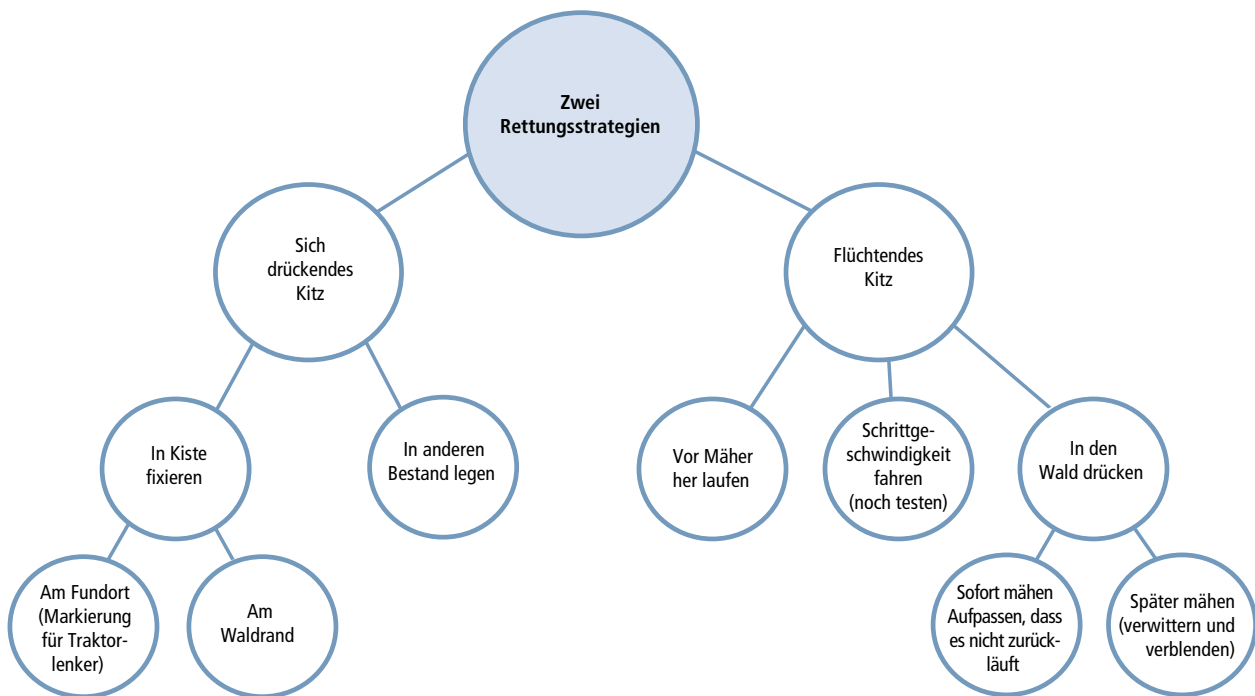 Zwei
Rettungsstrategien
Sich
drückendes
Kitz
Flüchtendes
Kitz
In Kiste
fixieren
In anderen
Bestand legen
Vor Mäher
her laufen
Schrittge-
schwindigkeit
fahren
(noch testen)
In den
Wald drücken
Am Fundort
(Markierung
für Traktor-
lenker)
Am
Waldrand
Sofort mähen
Aufpassen, dass
es nicht zurück-
läuft
Später mähen
(verwittern und
verblenden)